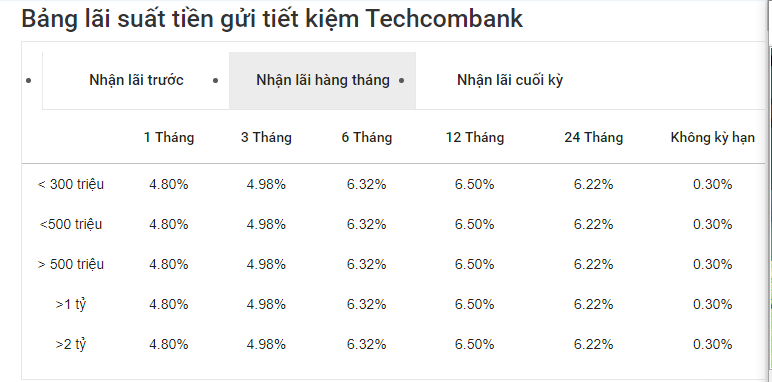 Bảng lãi suất tiền gửi tiết kiệm Techcombank
Nhận lãi trước Nhận lãi hàng tháng Nhận lãi cuối kỳ
1 Tháng 3 Tháng 6 Tháng 12 Tháng 24 Tháng Không kỳ hạn
< 300 triệu 4.80% 4.98% 6.32% 6.50% 6.22% 0.30%
<500 triệu 4.80% 4.98% 6.32% 6.50% 6.22% 0.30%
> 500 triệu 4.80% 4.98% 6.32% 6.50% 6.22% 0.30%
>1 tỷ 4.80% 4.98% 6.32% 6.50% 6.22% 0.30%
>2 tỷ 4.80% 4.98% 6.32% 6.50% 6.22% 0.30%